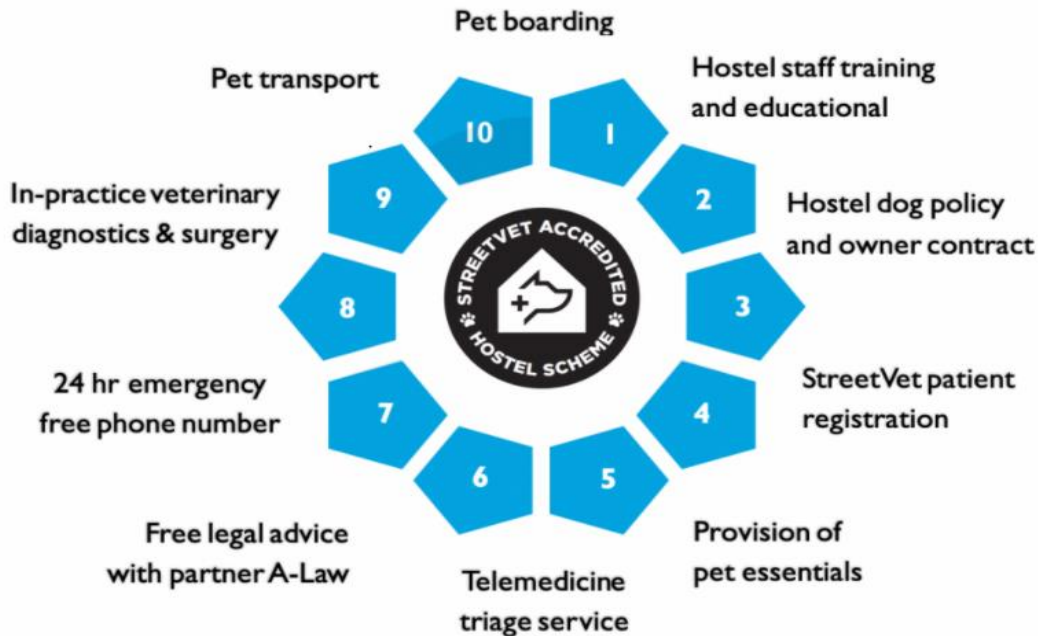 Pet boarding
Pet transport
Hostel staff training
and educational
10
1
In-practice veterinary
diagnostics & surgery
9
2
Hostel dog policy
and owner contract
STREETVET ACCREDITED
HOSTEL SCHEME
8
3
24 hr emergency
free phone number
7
4
StreetVet patient
registration
6
5
Free legal advice
with partner A-Law
Telemedicine
triage service
Provision of
pet essentials